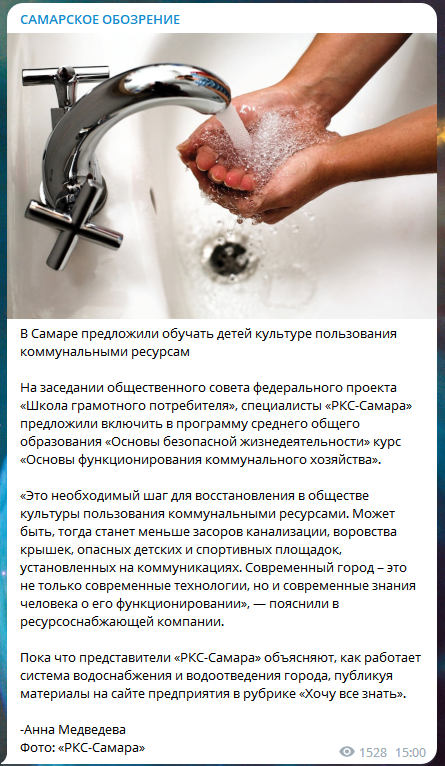 САМАРСКОЕ ОБОЗРЕНИЕ
В Самаре предложили обучать детей культуре пользования
коммунальными ресурсам
На заседании общественного совета федерального проекта
«Школа грамотного потребителя», специалисты «РКС-Самара»
предложили включить в программу среднего общего
образования «Основы безопасной жизнедеятельности» курс
«Основы функционирования коммунального хозяйства».
«Это необходимый шаг для восстановления в обществе
культуры пользования коммунальными ресурсами. Может
быть, тогда станет меньше засоров канализации, воровства
крышек, опасных детских и спортивных площадок,
установленных на коммуникациях. Современный город – это
не только современные технологии, но и современные знания
человека о его функционировании», — пояснили в
ресурсоснабжающей компании.
Пока что представители «РКС-Самара» объясняют, как работает
система водоснабжения и водоотведения города, публикуя
материалы на сайте предприятия в рубрике «Хочу все знать».
-Анна Медведева
Фото: «РКС-Самара»
1528 15:00